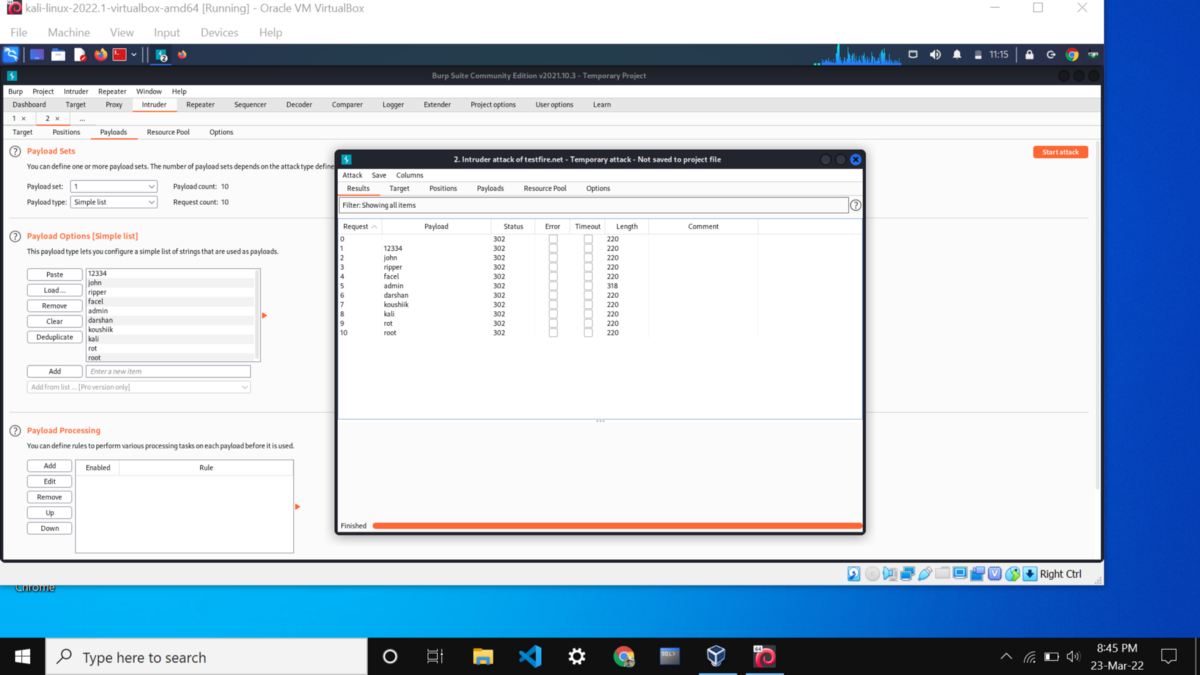 kali-linux-2022.1-virtualbox-amd64 [Running] - Oracle VM VirtualBox
File Machine View Input Devices Help
2 11:15
Burp Suite Community Edition v2021.10.3 - Temporary Project
Burp Project Intruder Repeater Window Help
Dashboard Target Proxy Intruder Repeater Sequencer Decoder Comparer Logger Extender Project options User options Learn
1 × 2 × ...
Target Positions Payloads Resource Pool Options
? Payload Sets
Start attack
You can define one or more payload sets. The number of payload sets depends on the attack type define
Payload set: 1 Payload count: 10
Payload type: Simple list Request count: 10
? Payload Options [Simple list]
This payload type lets you configure a simple list of strings that are used as payloads.
Paste
Load ...
Remove
Clear
Deduplicate
12334
john
ripper
facel
admin
darshan
koushiik
kali
rot
root
Add Enter a new item
Add from list ... [Pro version only]
? Payload Processing
You can define rules to perform various processing tasks on each payload before it is used.
Add
Edit
Remove
Up
Down
Enabled Rule
2. Intruder attack of testfire.net - Temporary attack - Not saved to project file
Attack Save Columns
Results Target Positions Payloads Resource Pool Options
Filter: Showing all items ?
Request Payload Status Error Timeout Length Comment
0 302 220
1 12334 302 220
2 john 302 220
3 ripper 302 220
4 facel 302 220
5 admin 302 318
6 darshan 302 220
7 koushiik 302 220
8 kali 302 220
9 rot 302 220
10 root 302 220
Finished
Right Ctrl
Chrome
Type here to search
8:45 PM
23-Mar-22